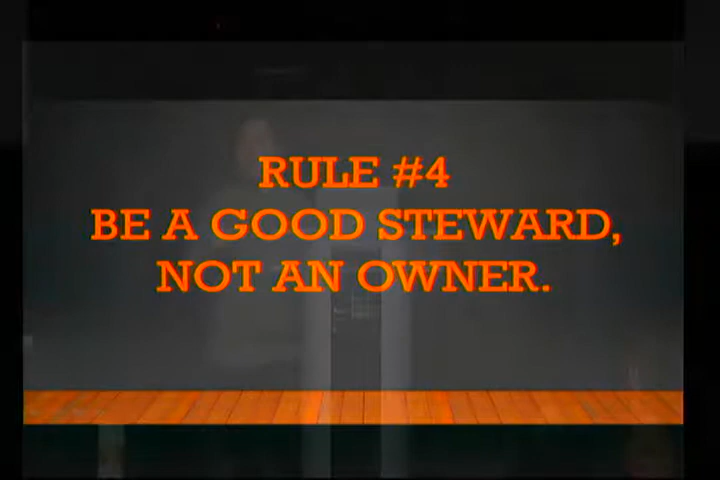 RULE #4
BE A GOOD STEWARD,
NOT AN OWNER.